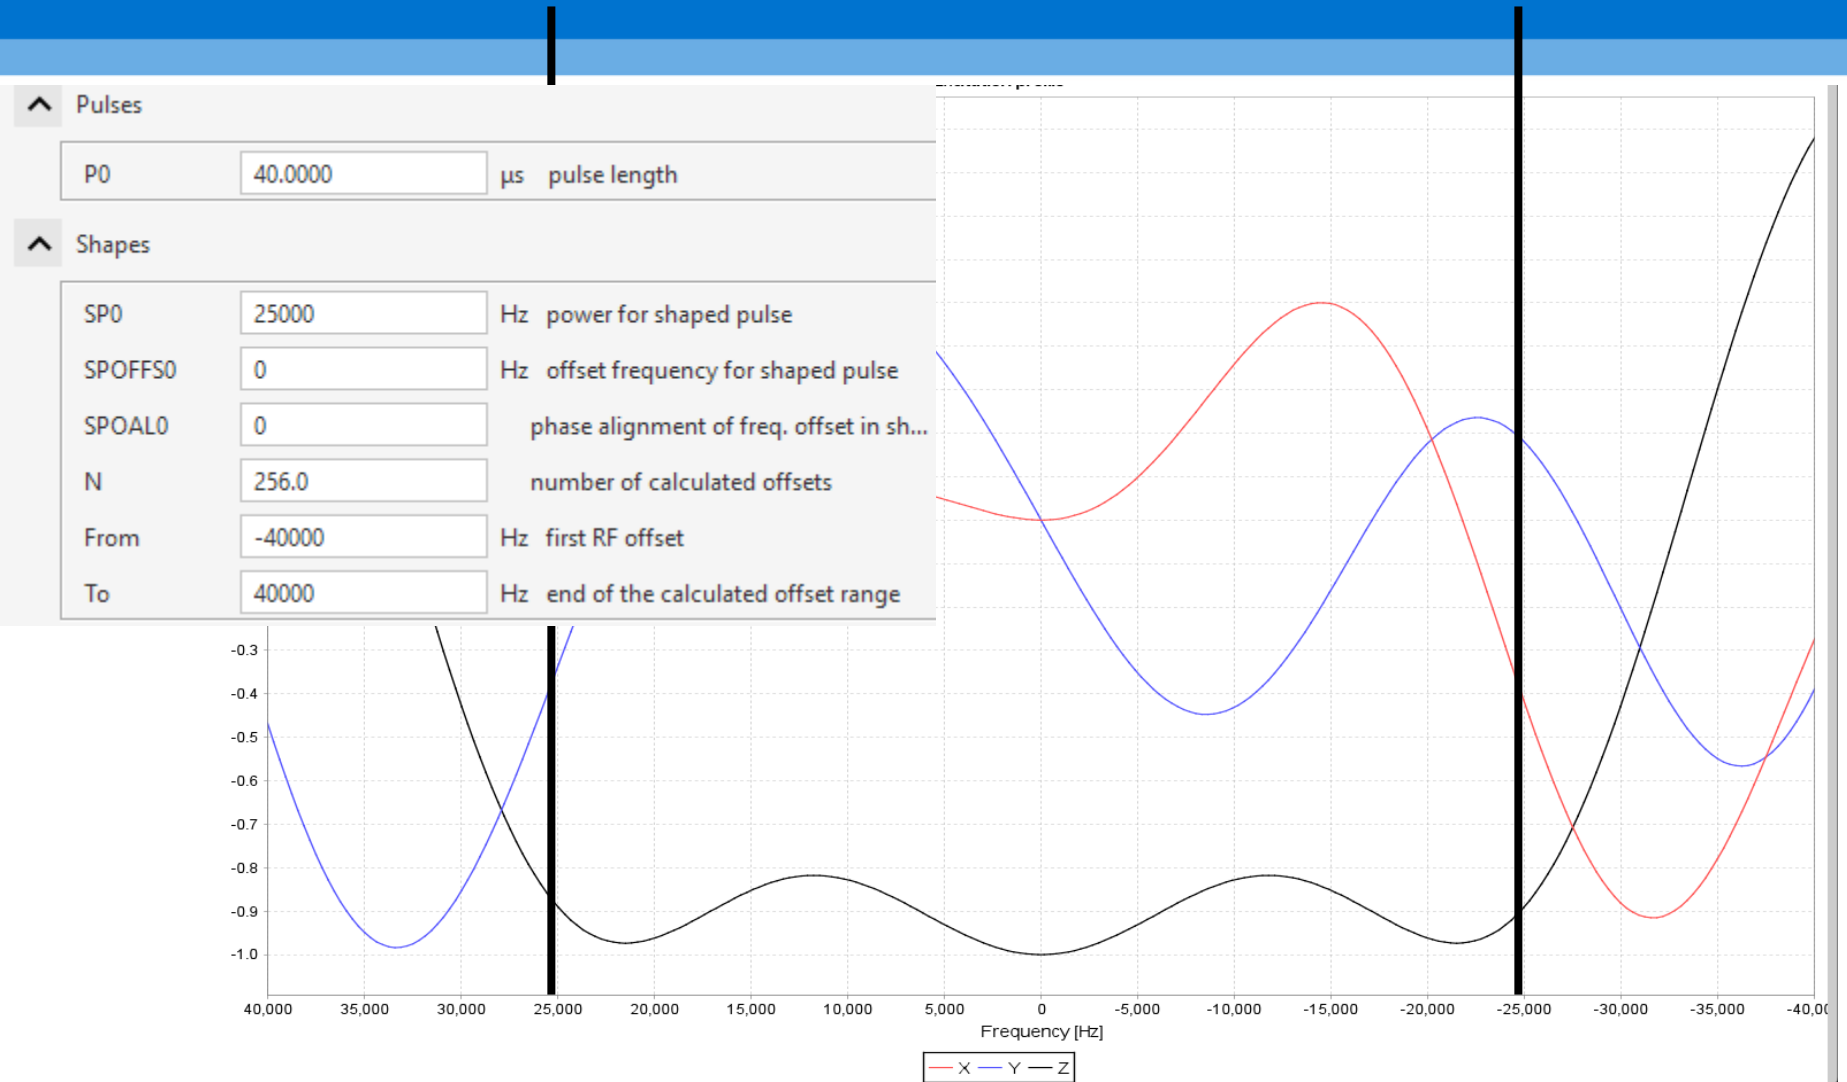 Pulses
P0 40.0000 µs pulse length
Shapes
SP0 25000 Hz power for shaped pulse
SPOFFS0 0 Hz offset frequency for shaped pulse
SPOAL0 0 phase alignment of freq. offset in sh...
N 256.0 number of calculated offsets
From -40000 Hz first RF offset
To 40000 Hz end of the calculated offset range
-0.3
-0.4
-0.5
-0.6
-0.7
-0.8
-0.9
-1.0
40,000 35,000 30,000 25,000 20,000 15,000 10,000 5,000 0 -5,000 -10,000 -15,000 -20,000 -25,000 -30,000 -35,000 -40,00
Frequency [Hz]
X Y Z